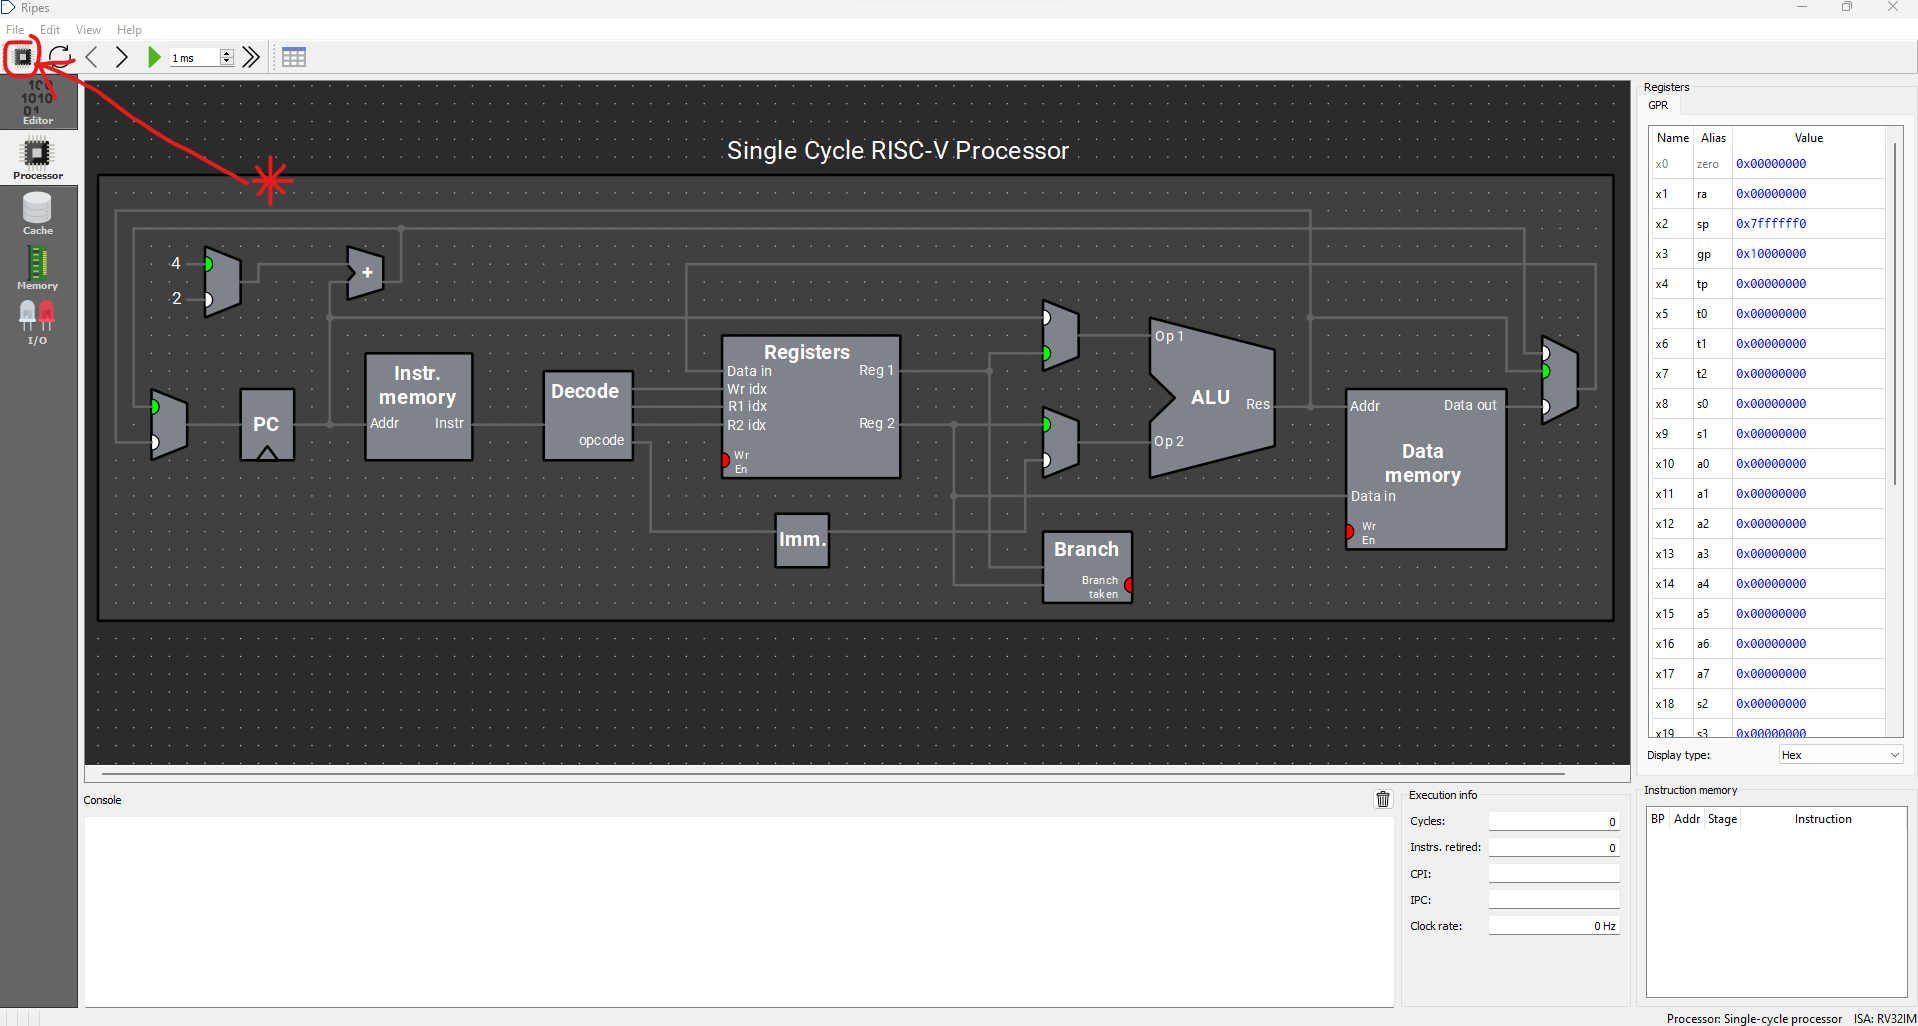 Ripes
File Edit View Help
1 ms
100
1010
01
Editor
Processor
Cache
Memory
I/O
Single Cycle RISC-V Processor
4
2
+
PC
Instr.
memory
Addr Instr
Decode
opcode
Registers
Data in Reg 1
Wr idx
R1 idx
R2 idx Reg 2
Wr
En
Imm.
Op 1
ALU
Res
Op 2
Branch
Branch
taken
Addr Data out
Data
memory
Data in
Wr
En
Registers
GPR
Name Alias Value
x0 zero 0x00000000
x1 ra 0x00000000
x2 sp 0x7ffffff0
x3 gp 0x10000000
x4 tp 0x00000000
x5 t0 0x00000000
x6 t1 0x00000000
x7 t2 0x00000000
x8 s0 0x00000000
x9 s1 0x00000000
x10 a0 0x00000000
x11 a1 0x00000000
x12 a2 0x00000000
x13 a3 0x00000000
x14 a4 0x00000000
x15 a5 0x00000000
x16 a6 0x00000000
x17 a7 0x00000000
x18 s2 0x00000000
x19 s3 0x00000000
Display type: Hex
Console
Execution info
Cycles: 0
Instrs. retired: 0
CPI:
IPC:
Clock rate: 0 Hz
Instruction memory
BP Addr Stage Instruction
Processor: Single-cycle processor ISA: RV32IM